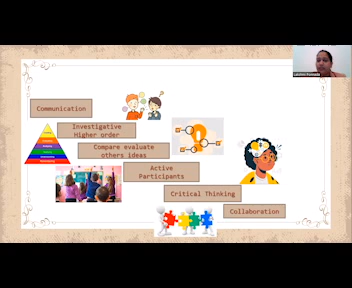 Communication
Investigative
Higher order
Compare evaluate
others ideas
Active
Participants
Critical Thinking
Collaboration